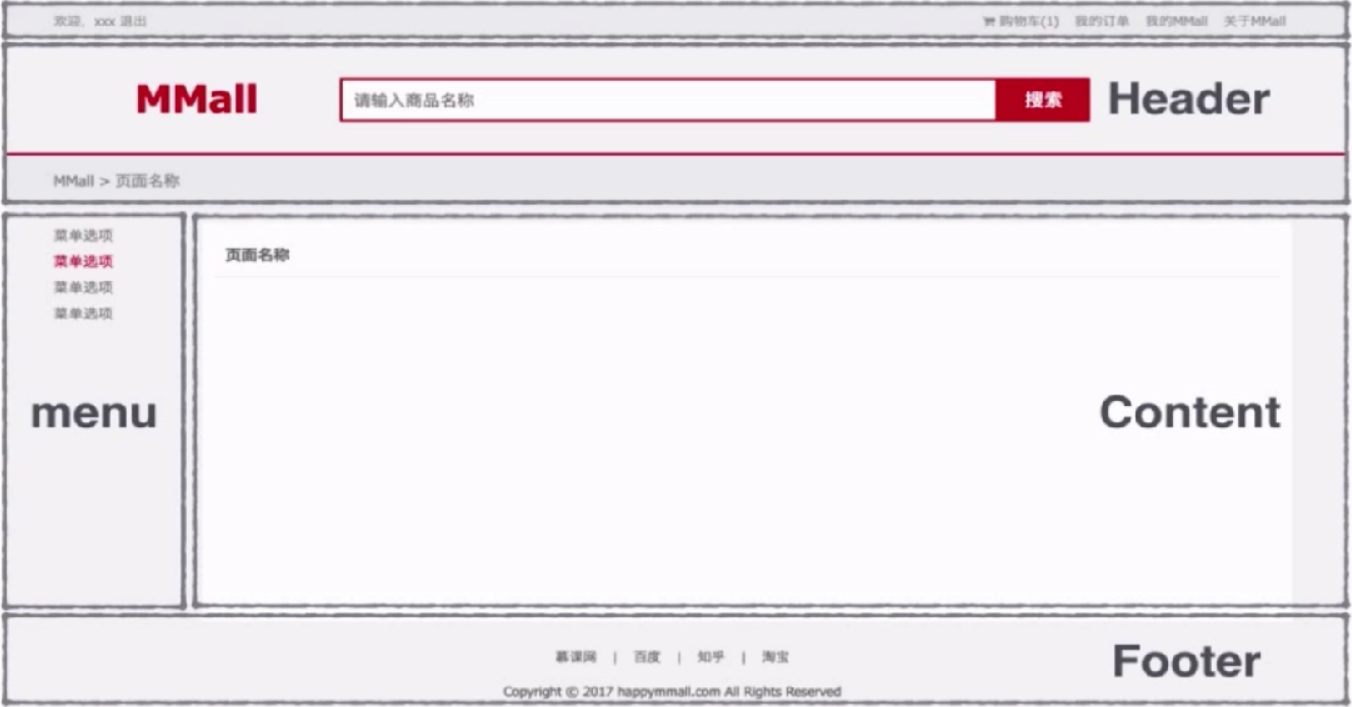 欢迎, xxx 退出 购物车(1) 我的订单 我的MMall 关于MMall
MMall 请输入商品名称 搜索 Header
MMall > 页面名称
菜单选项
页面名称
菜单选项
菜单选项
菜单选项
menu Content
慕课网 | 百度 | 知乎 | 淘宝
Footer
Copyright © 2017 happymmall.com All Rights Reserved